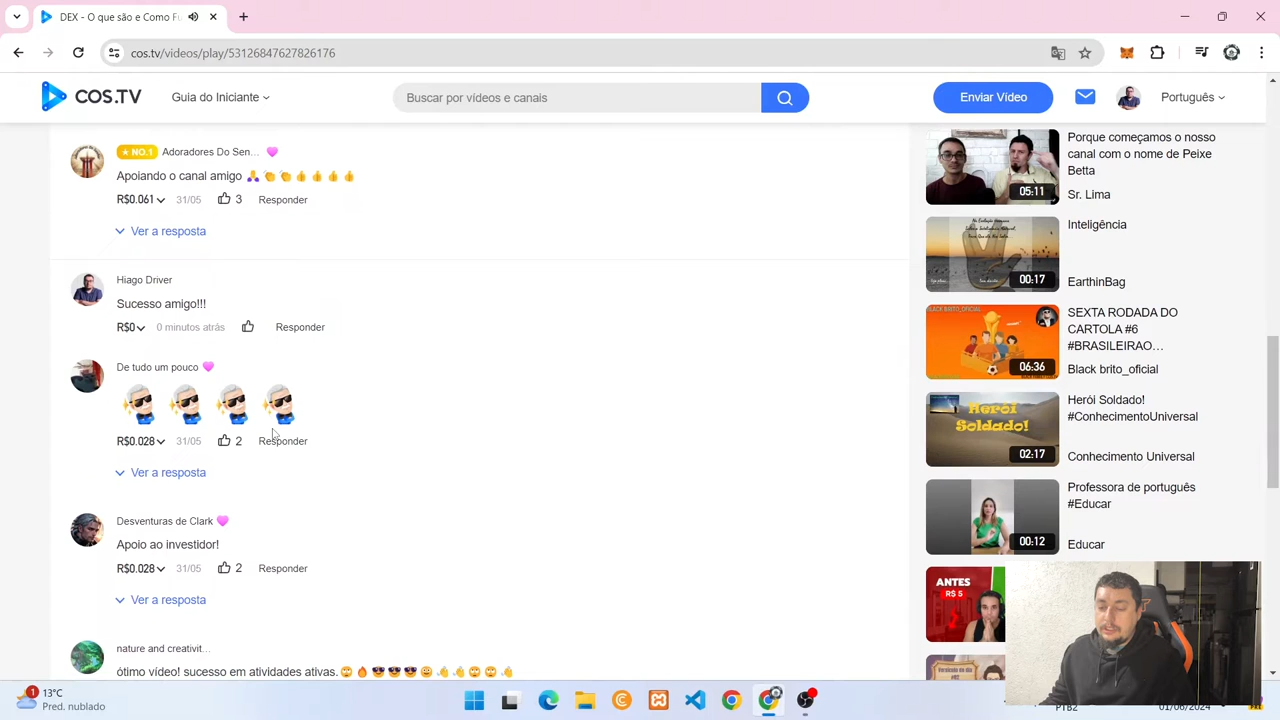 DEX - O que são e Como Fu
cos.tv/videos/play/53126847627826176
COS.TV
Guia do Iniciante
Buscar por vídeos e canais
Enviar Vídeo
Português
NO.1 Adoradores Do Sen...
Apoiando o canal amigo 🙏👏👏👍👍👍👍
R$0.061 31/05 3 Responder
Ver a resposta
Hiago Driver
Sucesso amigo!!!
R$0 0 minutos atrás Responder
De tudo um pouco
R$0.028 31/05 2 Responder
Ver a resposta
Desventuras de Clark
Apoio ao investidor!
R$0.028 31/05 2 Responder
Ver a resposta
nature and creativit...
ótimo vídeo! sucesso em atividades ativas.
05:11
Porque começamos o nosso
canal com o nome de Peixe
Betta
Sr. Lima
00:17
Inteligência
EarthinBag
BLACK BRITO_OFICIAL
06:36
SEXTA RODADA DO
CARTOLA #6
#BRASILEIRAO…
Black brito_oficial
Herói
Soldado!
02:17
Herói Soldado!
#ConhecimentoUniversal
Conhecimento Universal
00:12
Professora de português
#Educar
Educar
ANTES
R$ 5
1
13°C
Pred. nublado
PTB2
01/06/2024